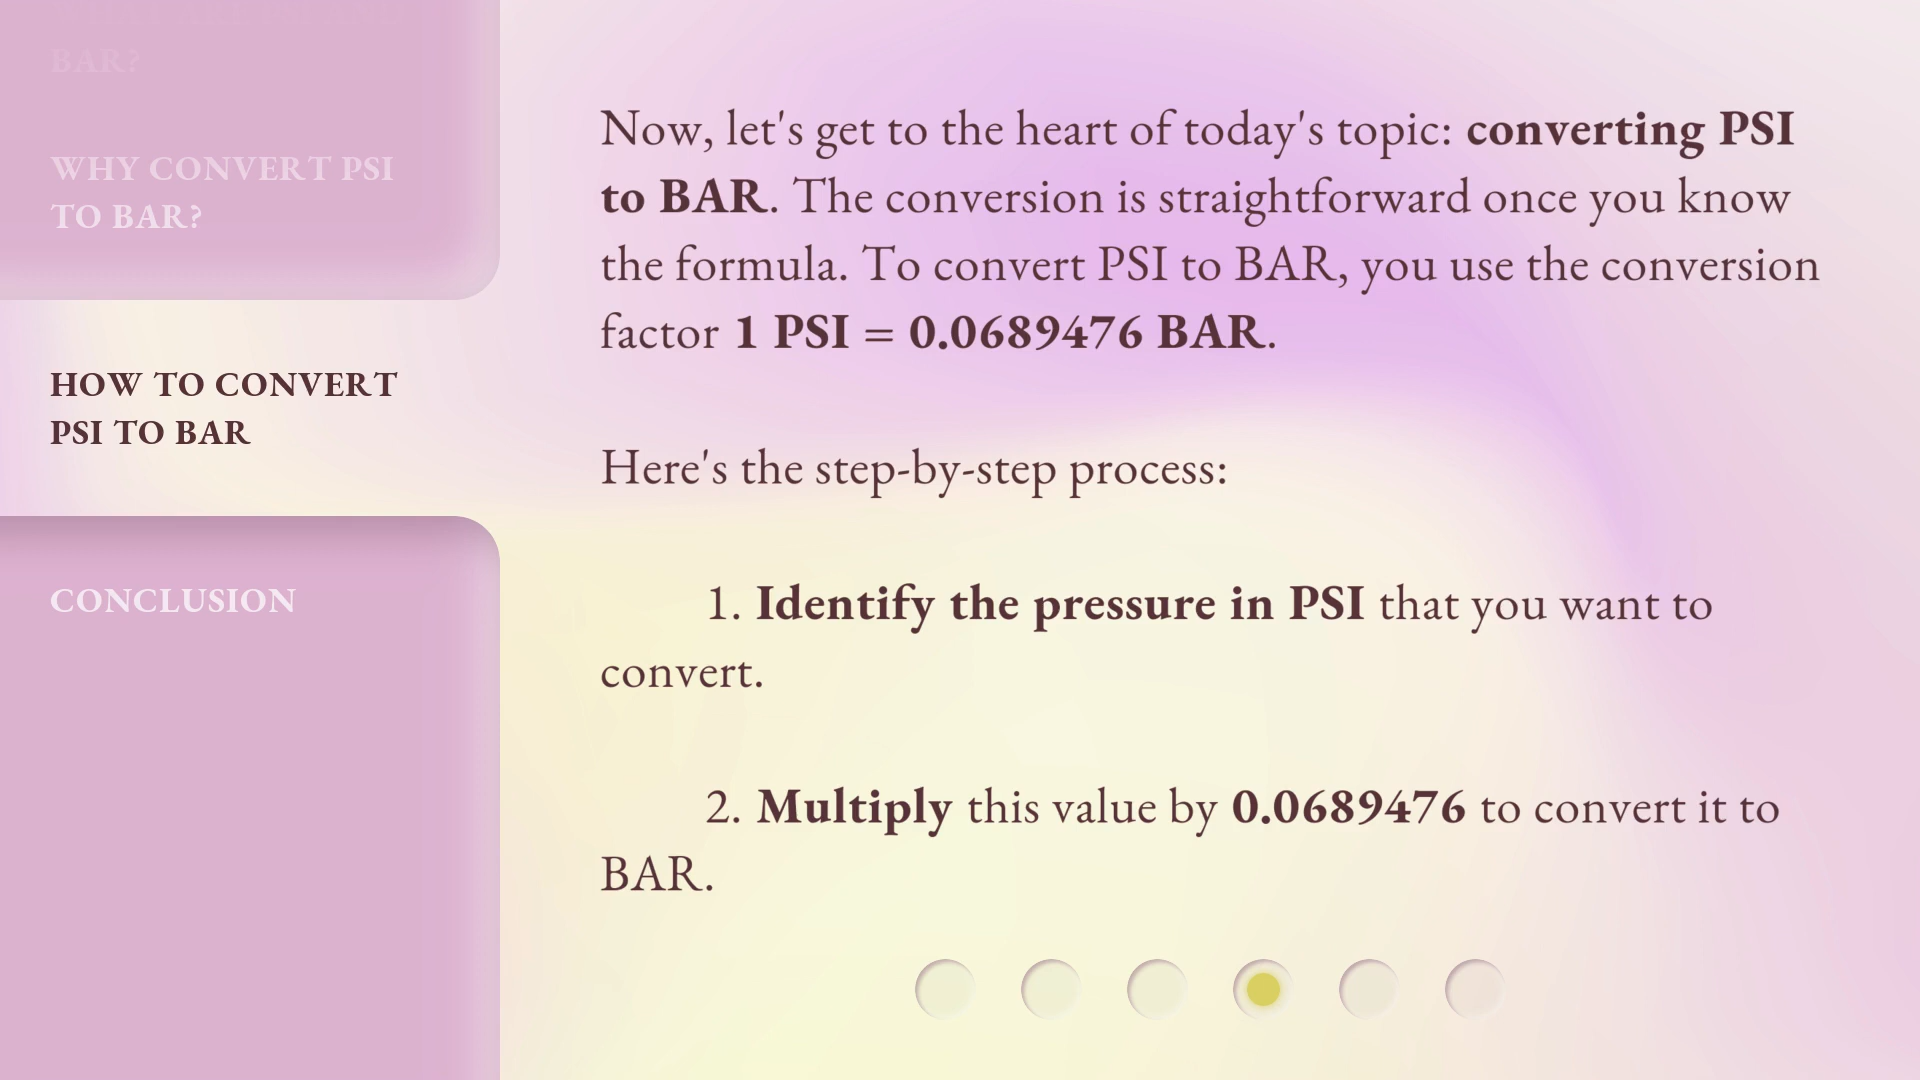 BAR?
WHY CONVERT PSI
TO BAR?
HOW TO CONVERT
PSI TO BAR
CONCLUSION
Now, let's get to the heart of today's topic: converting PSI
to BAR. The conversion is straightforward once you know
the formula. To convert PSI to BAR, you use the conversion
factor 1 PSI = 0.0689476 BAR.
Here's the step-by-step process:
1. Identify the pressure in PSI that you want to
convert.
2. Multiply this value by 0.0689476 to convert it to
BAR.